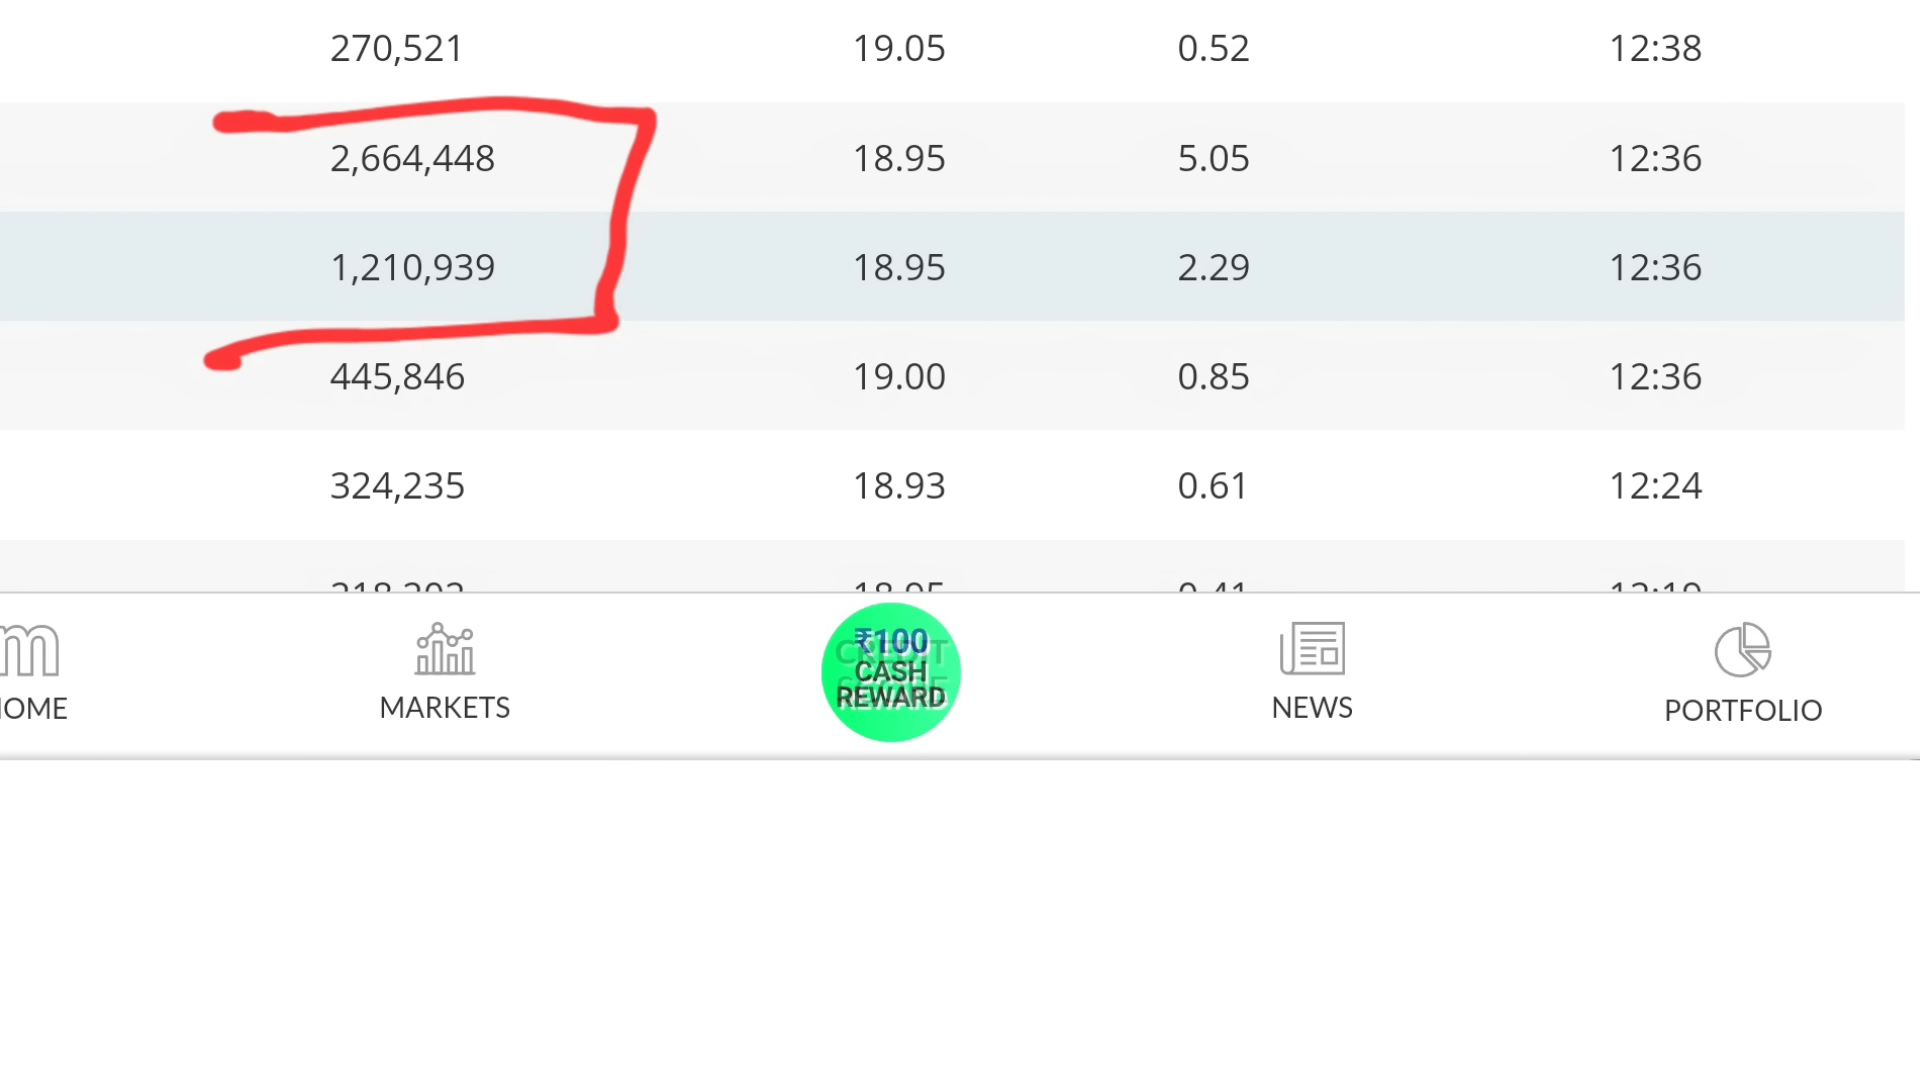 270,521 19.05 0.52 12:38
2,664,448 18.95 5.05 12:36
1,210,939 18.95 2.29 12:36
445,846 19.00 0.85 12:36
324,235 18.93 0.61 12:24
₹100
CASH
REWARD
OME MARKETS NEWS PORTFOLIO